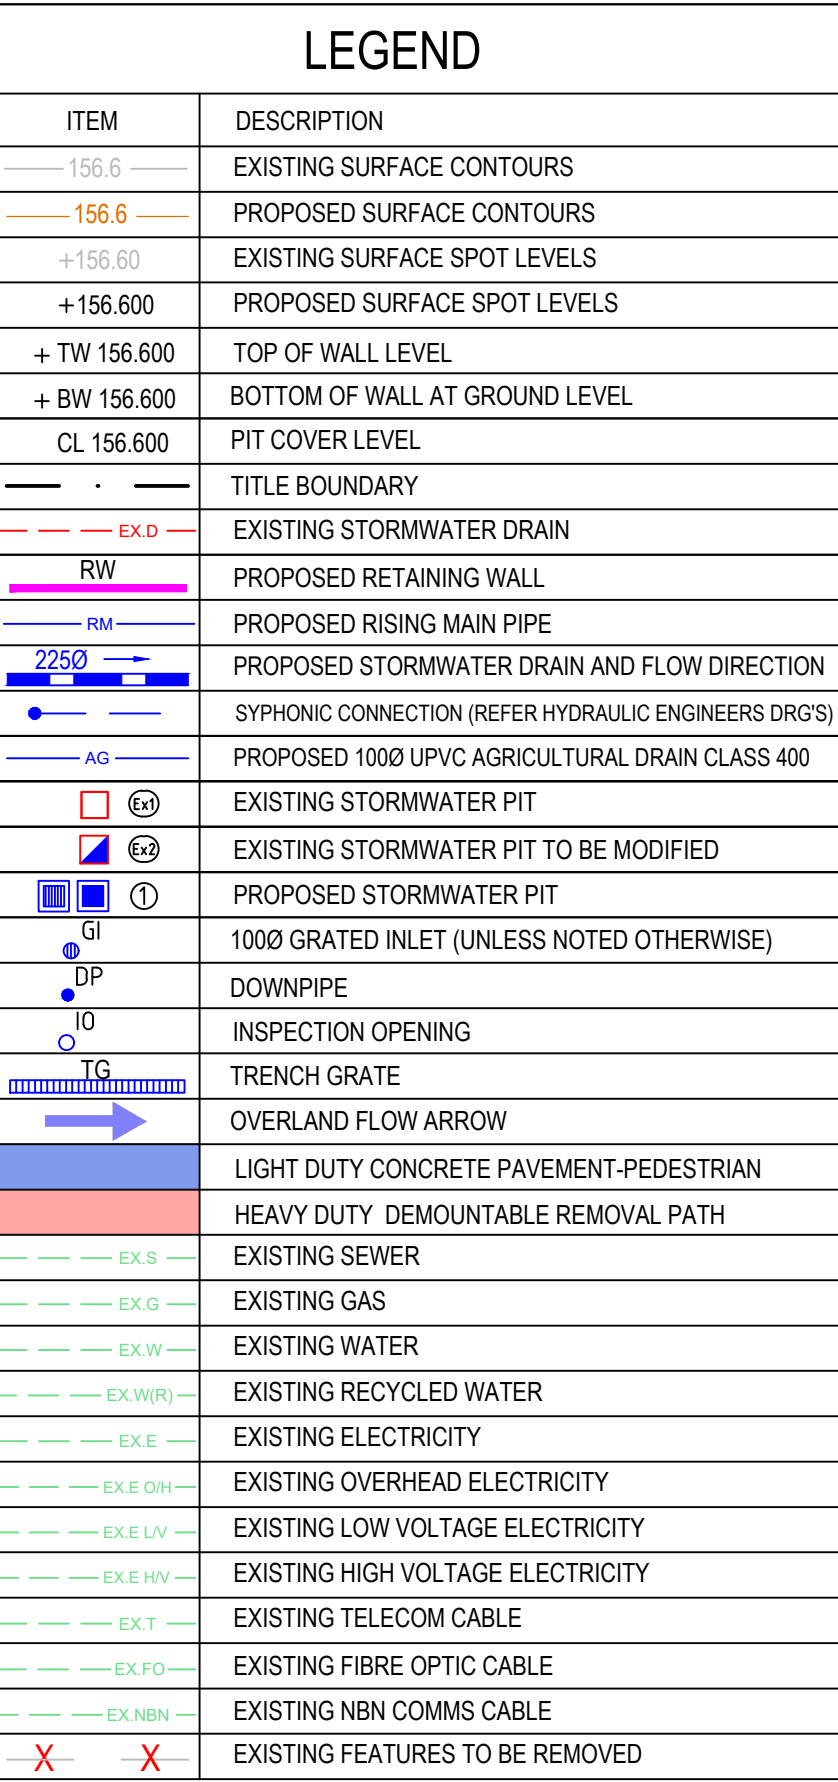 LEGEND
ITEM DESCRIPTION
156.6 EXISTING SURFACE CONTOURS
156.6 PROPOSED SURFACE CONTOURS
+156.60 EXISTING SURFACE SPOT LEVELS
+156.600 PROPOSED SURFACE SPOT LEVELS
+ TW 156.600 TOP OF WALL LEVEL
+ BW 156.600 BOTTOM OF WALL AT GROUND LEVEL
CL 156.600 PIT COVER LEVEL
TITLE BOUNDARY
EX.D EXISTING STORMWATER DRAIN
RW PROPOSED RETAINING WALL
RM PROPOSED RISING MAIN PIPE
225Ø PROPOSED STORMWATER DRAIN AND FLOW DIRECTION
SYPHONIC CONNECTION (REFER HYDRAULIC ENGINEERS DRG'S)
AG PROPOSED 100Ø UPVC AGRICULTURAL DRAIN CLASS 400
Ex1 EXISTING STORMWATER PIT
Ex2 EXISTING STORMWATER PIT TO BE MODIFIED
1 PROPOSED STORMWATER PIT
GI 100Ø GRATED INLET (UNLESS NOTED OTHERWISE)
DP DOWNPIPE
IO INSPECTION OPENING
TG TRENCH GRATE
OVERLAND FLOW ARROW
LIGHT DUTY CONCRETE PAVEMENT-PEDESTRIAN
HEAVY DUTY DEMOUNTABLE REMOVAL PATH
EX.S EXISTING SEWER
EX.G EXISTING GAS
EX.W EXISTING WATER
EX.W(R) EXISTING RECYCLED WATER
EX.E EXISTING ELECTRICITY
EX.E O/H EXISTING OVERHEAD ELECTRICITY
EX.E L/V EXISTING LOW VOLTAGE ELECTRICITY
EX.E H/V EXISTING HIGH VOLTAGE ELECTRICITY
EX.T EXISTING TELECOM CABLE
EX.FO EXISTING FIBRE OPTIC CABLE
EX.NBN EXISTING NBN COMMS CABLE
X X EXISTING FEATURES TO BE REMOVED